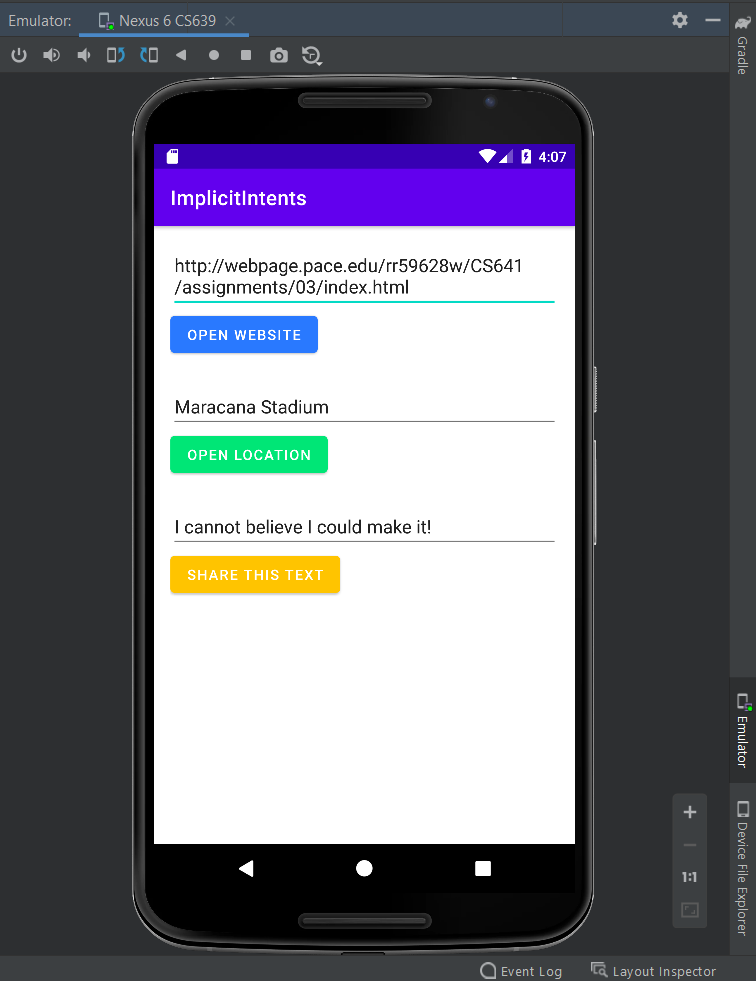 Emulator: Nexus 6 CS639
Gradle
4:07
ImplicitIntents
http://webpage.pace.edu/rr59628w/CS641
/assignments/03/index.html
OPEN WEBSITE
Maracana Stadium
OPEN LOCATION
I cannot believe I could make it!
SHARE THIS TEXT
Emulator
1:1
Device File Explorer
Event Log Layout Inspector